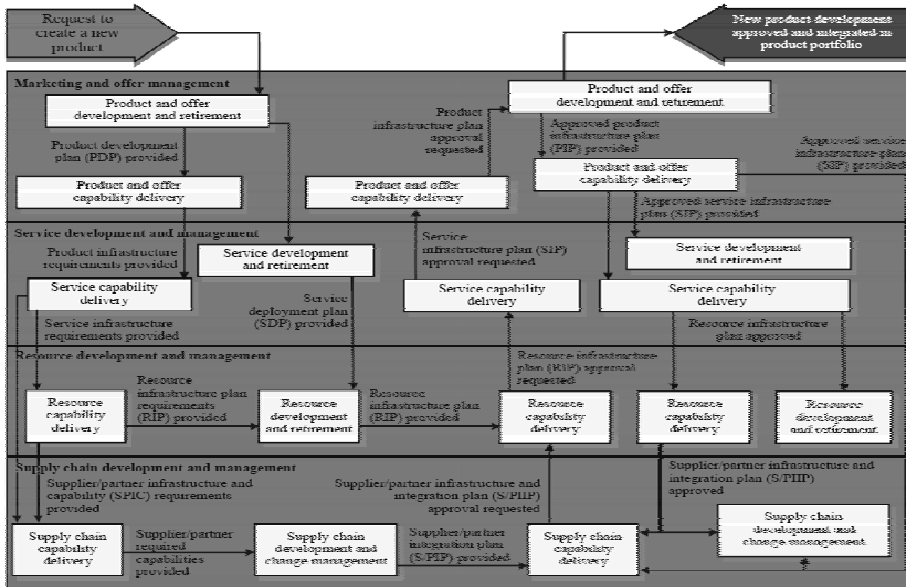 Request to
create a new
product
New product development
approved and integrated in
product portfolio
Marketing and offer management
Product and offer
development and retirement
Product development
plan (PDP) provided
Product and offer
capability delivery
Product
infrastructure plan
approval
requested
Product and offer
capability delivery
Product and offer
development and retirement
Approved product
infrastructure plan
(PIP) provided
Product and offer
capability delivery
Approved service
infrastructure plan
(SIP) provided
Approved service infrastructure
plan (SIP) provided
Service development and management
Product infrastructure
requirements provided
Service development
and retirement
Service capability
delivery
Service infrastructure
requirements provided
Service
deployment plan
(SDP) provided
Service
infrastructure plan (SIP)
approval requested
Service capability
delivery
Service development
and retirement
Service capability
delivery
Resource infrastructure
plan approved
Resource development and management
Resource
capability
delivery
Resource
infrastructure plan
requirements
(RIP) provided
Resource
development
and retirement
Resource
infrastructure plan
(RIP) provided
Resource infrastructure
plan (RIP) approval
requested
Resource
capability
delivery
Resource
capability
delivery
Resource
development
and retirement
Supply chain development and management
Supplier/partner infrastructure and
capability (SPIC) requirements
provided
Supplier/partner infrastructure and
integration plan (S/PIIP)
approval requested
Supplier/partner infrastructure and
integration plan (S/PIIP)
approved
Supply chain
capability
delivery
Supplier/partner
required
capabilities
provided
Supply chain
development and
change management
Supplier/partner
integration plan
(S/PIP) provided
Supply chain
capability
delivery
Supply chain
development and
change management